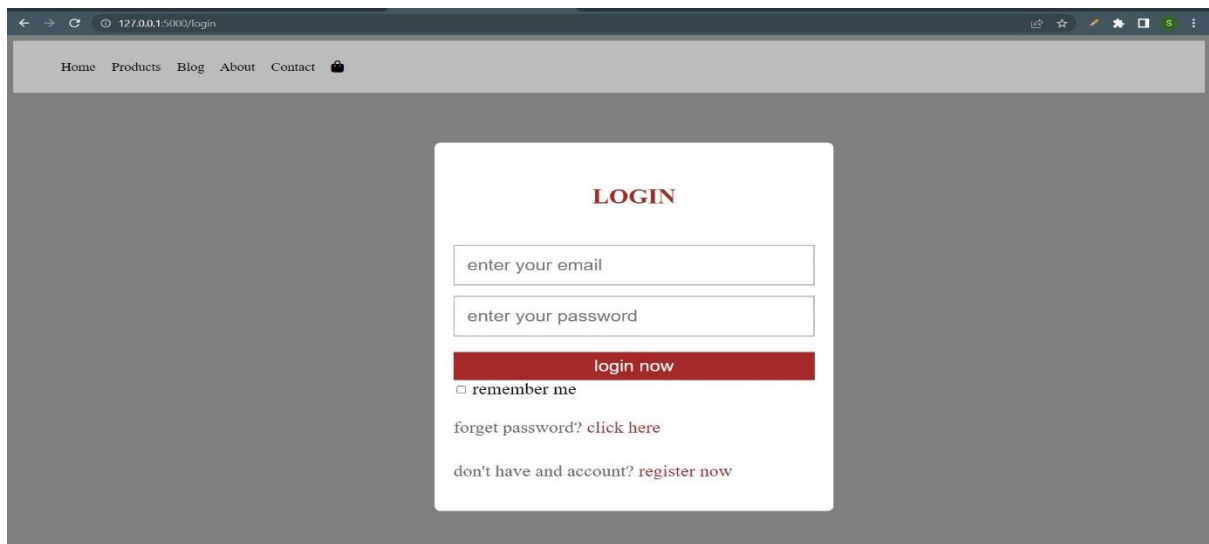 127.0.0.1:5000/login
S
Home Products Blog About Contact
LOGIN
enter your email
enter your password
login now
remember me
forget password? click here
don't have and account? register now